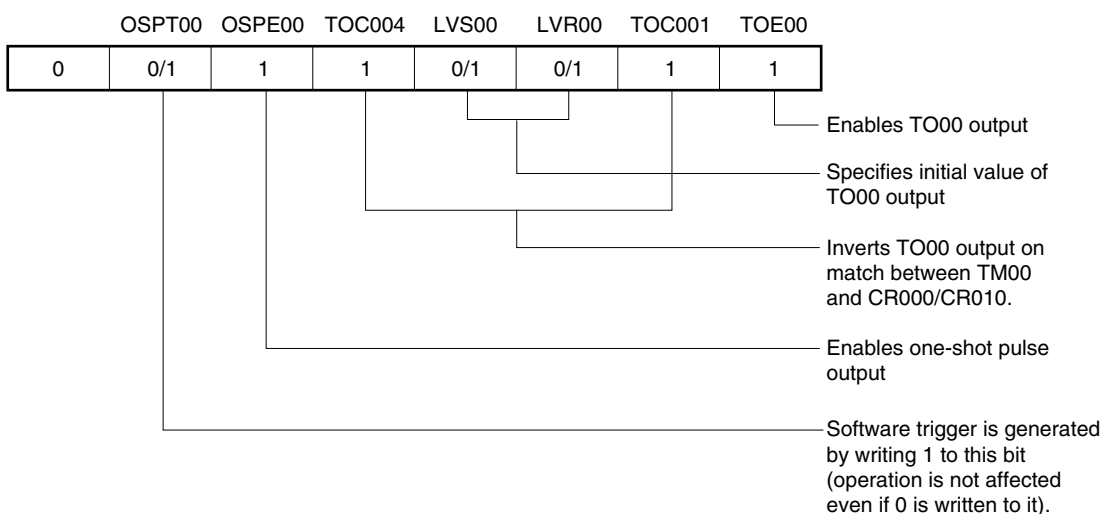 OSPT00 OSPE00 TOC004 LVS00 LVR00 TOC001 TOE00
0 0/1 1 1 0/1 0/1 1 1
Enables TO00 output
Specifies initial value of
TO00 output
Inverts TO00 output on
match between TM00
and CR000/CR010.
Enables one-shot pulse
output
Software trigger is generated
by writing 1 to this bit
(operation is not affected
even if 0 is written to it).